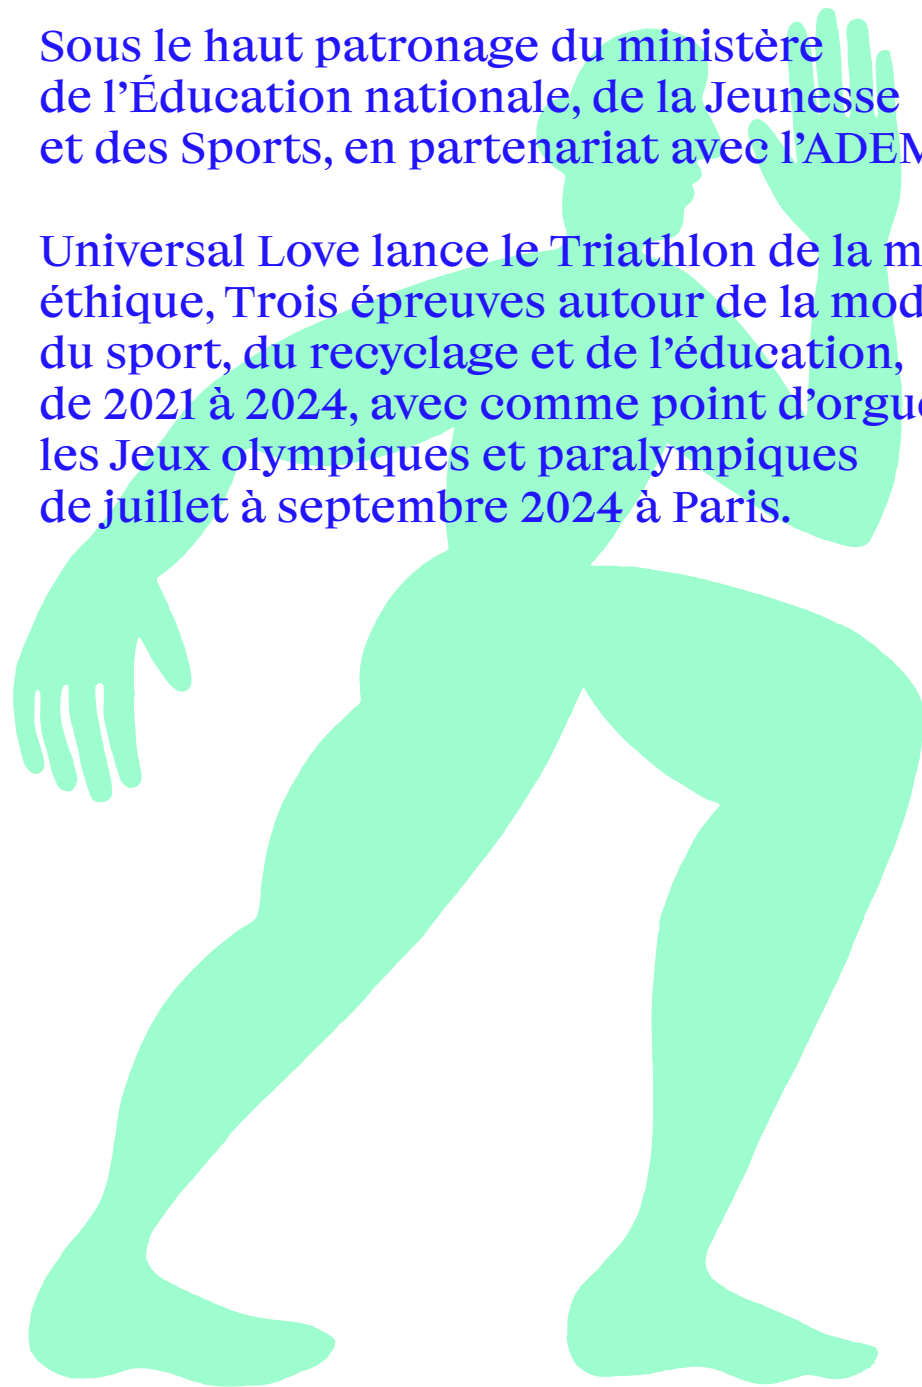 Sous le haut patronage du ministère
de l’Éducation nationale, de la Jeunesse
et des Sports, en partenariat avec
Universal Love lance le Triathlon de la
éthique, Trois épreuves autour de la
du sport, du recyclage et de l’éducation,
de 2021 à 2024, avec comme point
les Jeux olympiques et paralympiques
de juillet à septembre 2024 à Paris.